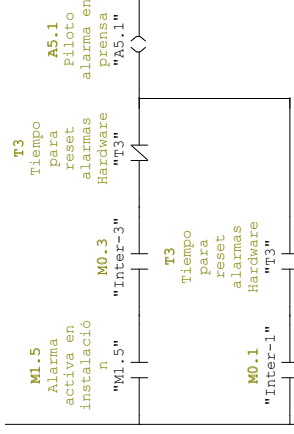 M1.5
Alarma
activa en
instalació
n
"M1.5"
M0.3
"Inter-3"
T3
Tiempo
para
reset
alarmas
Hardware
"T3"
A5.1
Piloto
alarma en
prensa
"A5.1"
M0.1
"Inter-1"
T3
Tiempo
para
reset
alarmas
Hardware
"T3"